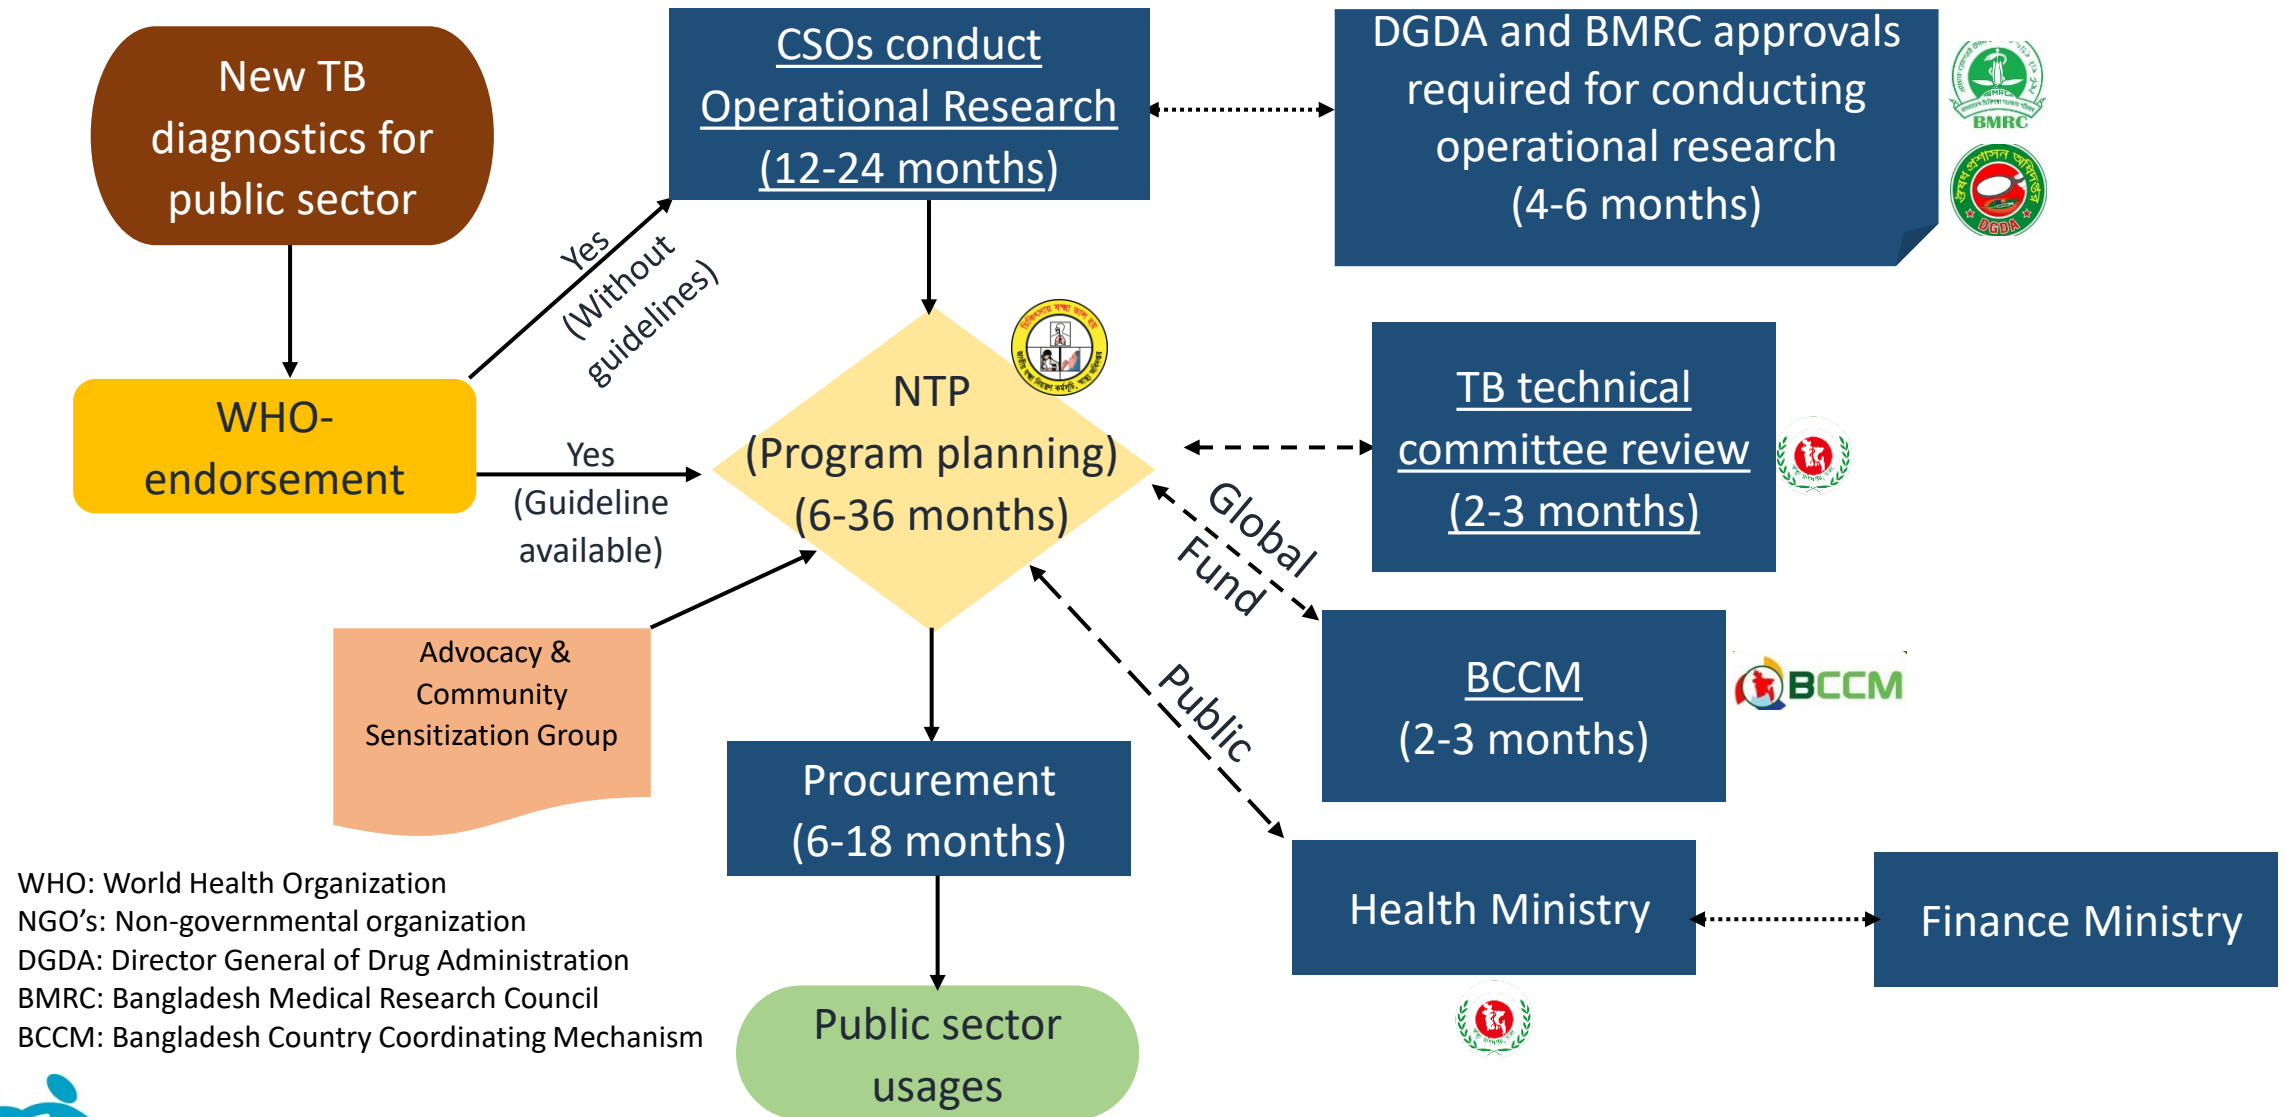 New TB
diagnostics for
public sector
CSOs conduct
Operational Research
(12-24 months)
DGDA and BMRC approvals
required for conducting
operational research
(4-6 months)
BMRC
DGDA
Yes
(Without
guidelines)
WHO-
endorsement
Yes
(Guideline
available)
NTP
(Program planning)
(6-36 months)
TB technical
committee review
(2-3 months)
Global
Fund
BCCM
(2-3 months)
BCCM
Public
Advocacy &
Community
Sensitization Group
Procurement
(6-18 months)
Health Ministry
Finance Ministry
Public sector
usages
WHO: World Health Organization
NGO’s: Non-governmental organization
DGDA: Director General of Drug Administration
BMRC: Bangladesh Medical Research Council
BCCM: Bangladesh Country Coordinating Mechanism